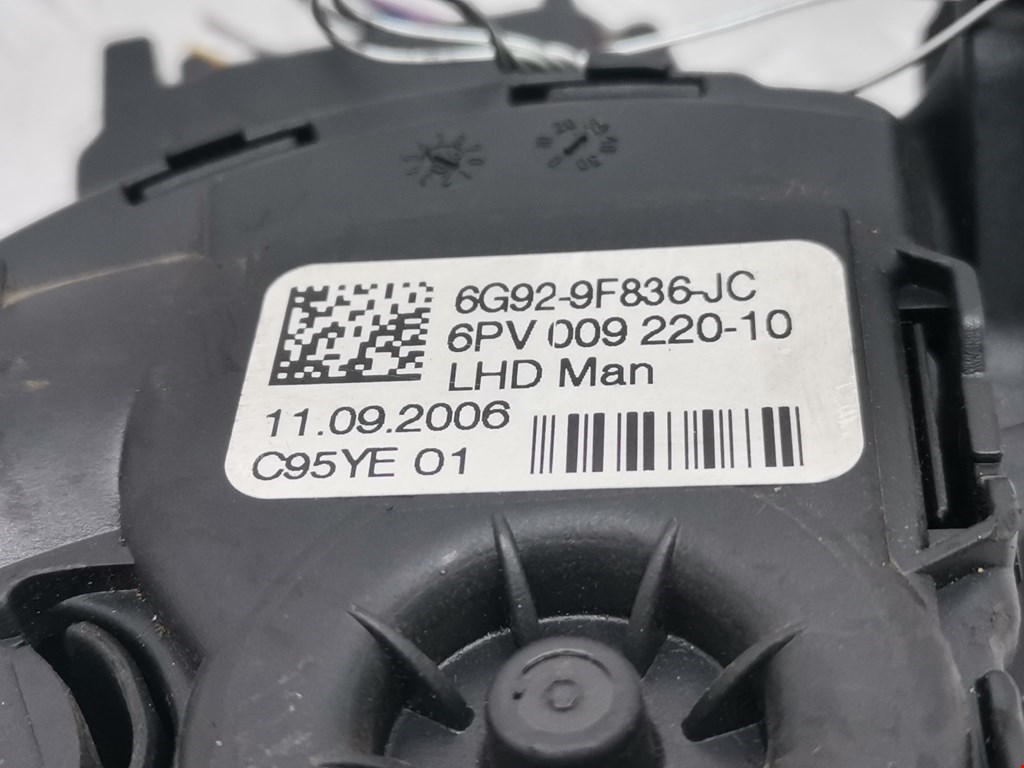 6G92-9F836-JC
6PV 009 220-10
LHD Man
11.09.2006
C95YE 01